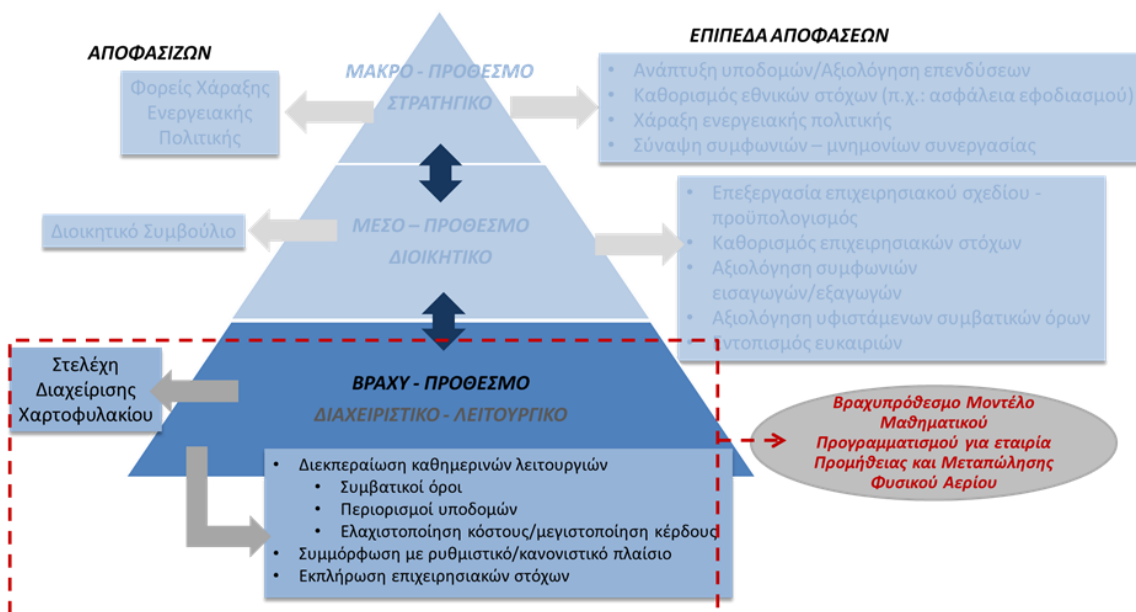 ΑΠΟΦΑΣΙΖΩΝ
ΕΠΙΠΕΔΑ ΑΠΟΦΑΣΕΩΝ
Φορείς Χάραξης
Ενεργειακής
Πολιτικής
ΜΑΚΡΟ - ΠΡΟΘΕΣΜΟ
ΣΤΡΑΤΗΓΙΚΟ
• Ανάπτυξη υποδομών/Αξιολόγηση επενδύσεων
• Καθορισμός εθνικών στόχων (π.χ.: ασφάλεια εφοδιασμού)
• Χάραξη ενεργειακής πολιτικής
• Σύναψη συμφωνιών – μνημονίων συνεργασίας
Διοικητικό Συμβούλιο
ΜΕΣΟ – ΠΡΟΘΕΣΜΟ
ΔΙΟΙΚΗΤΙΚΟ
• Επεξεργασία επιχειρησιακού σχεδίου -
προϋπολογισμός
• Καθορισμός επιχειρησιακών στόχων
• Αξιολόγηση συμφωνιών
εισαγωγών/εξαγωγών
• Αξιολόγηση υφιστάμενων συμβατικών όρων
• Εντοπισμός ευκαιριών
Στελέχη
Διαχείρισης
Χαρτοφυλακίου
ΒΡΑΧΥ - ΠΡΟΘΕΣΜΟ
ΔΙΑΧΕΙΡΙΣΤΙΚΟ - ΛΕΙΤΟΥΡΓΙΚΟ
Βραχυπρόθεσμο Μοντέλο
Μαθηματικού
Προγραμματισμού για εταιρία
Προμήθειας και Μεταπώλησης
Φυσικού Αερίου
• Διεκπεραίωση καθημερινών λειτουργιών
• Συμβατικοί όροι
• Περιορισμοί υποδομών
• Ελαχιστοποίηση κόστους/μεγιστοποίηση κέρδους
• Συμμόρφωση με ρυθμιστικό/κανονιστικό πλαίσιο
• Εκπλήρωση επιχειρησιακών στόχων